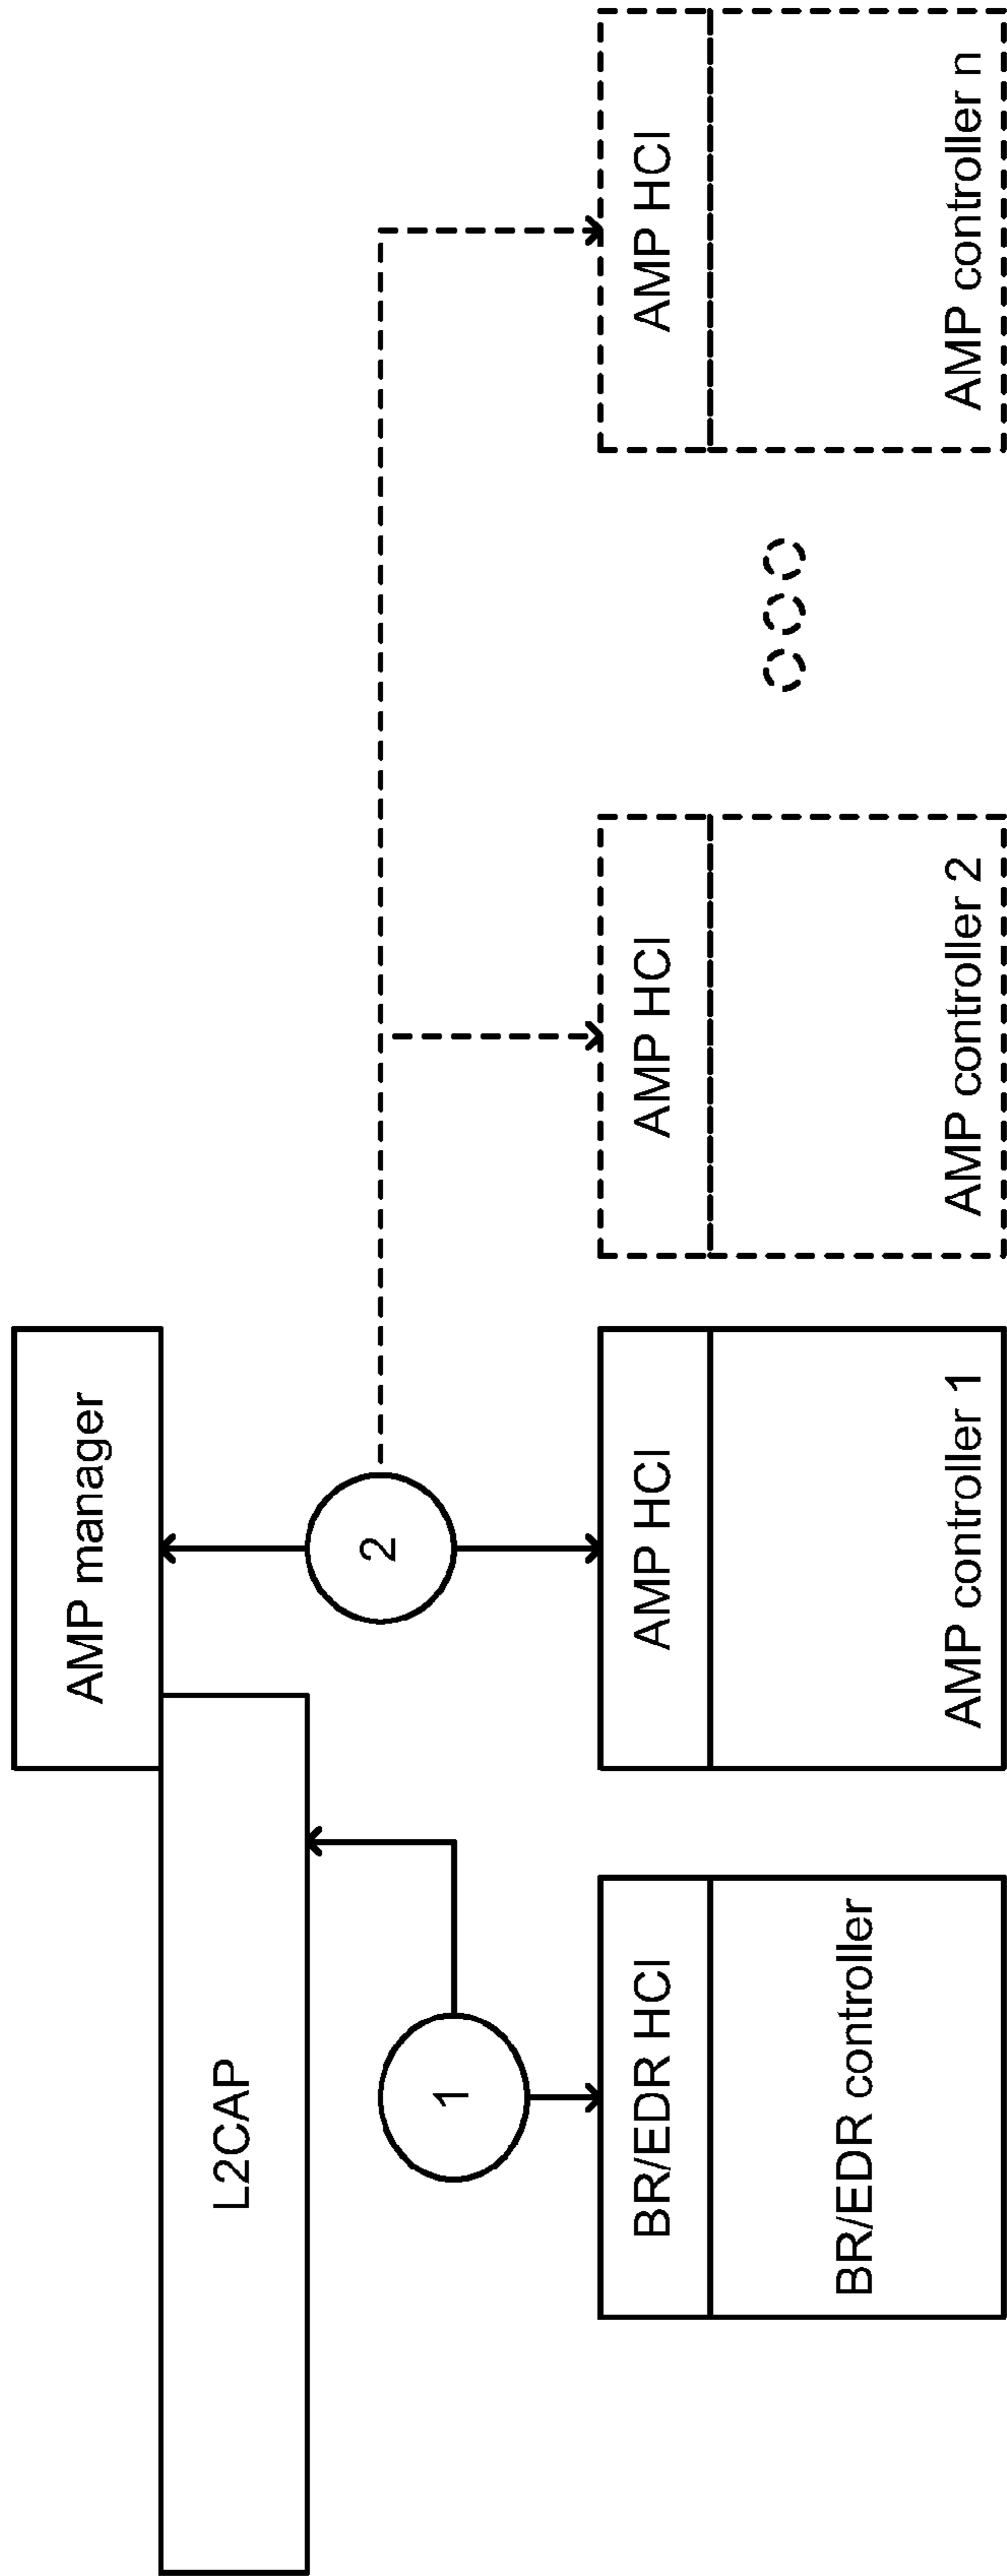 AMP manager
L2CAP
1
2
BR/EDR HCI
AMP HCI
AMP HCI
AMP HCI
BR/EDR controller
AMP controller 1
AMP controller 2
AMP controller n